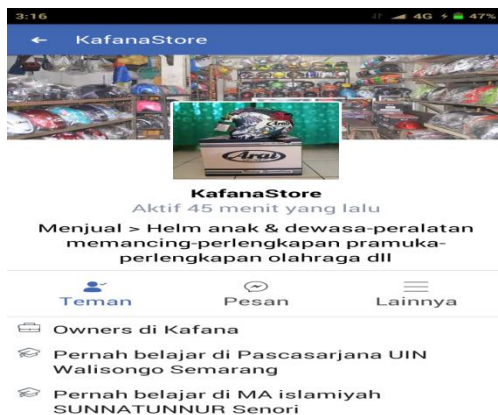 3:16
4G 47%
KafanaStore
Arai
KafanaStore
Aktif 45 menit yang lalu
Menjual > Helm anak & dewasa-peralatan
memancing-perlengkapan pramuka-
perlengkapan olahraga dll
Teman Pesan Lainnya
Owners di Kafana
Pernah belajar di Pascasarjana UIN
Walisongo Semarang
Pernah belajar di MA islamiyah
SUNNATUNNUR Senori